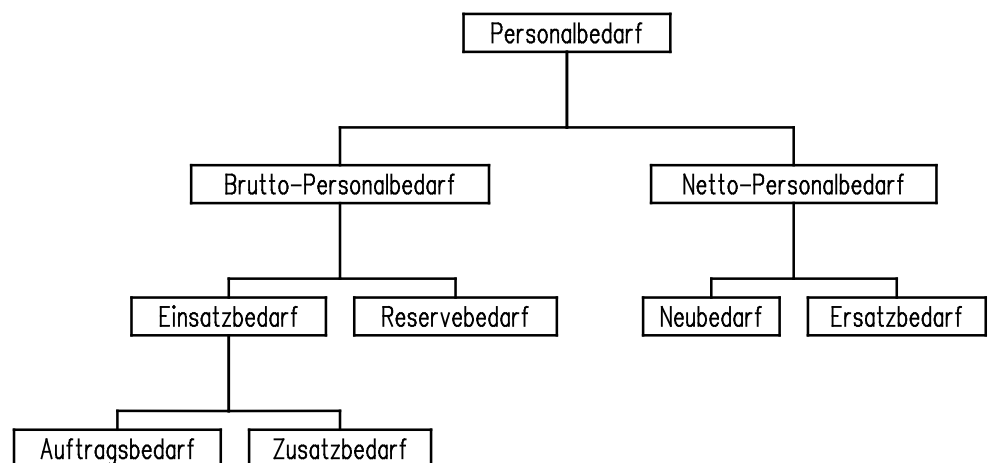 Personalbedarf
Brutto-Personalbedarf
Netto-Personalbedarf
Einsatzbedarf
Reservebedarf
Neubedarf
Ersatzbedarf
Auftragsbedarf
Zusatzbedarf